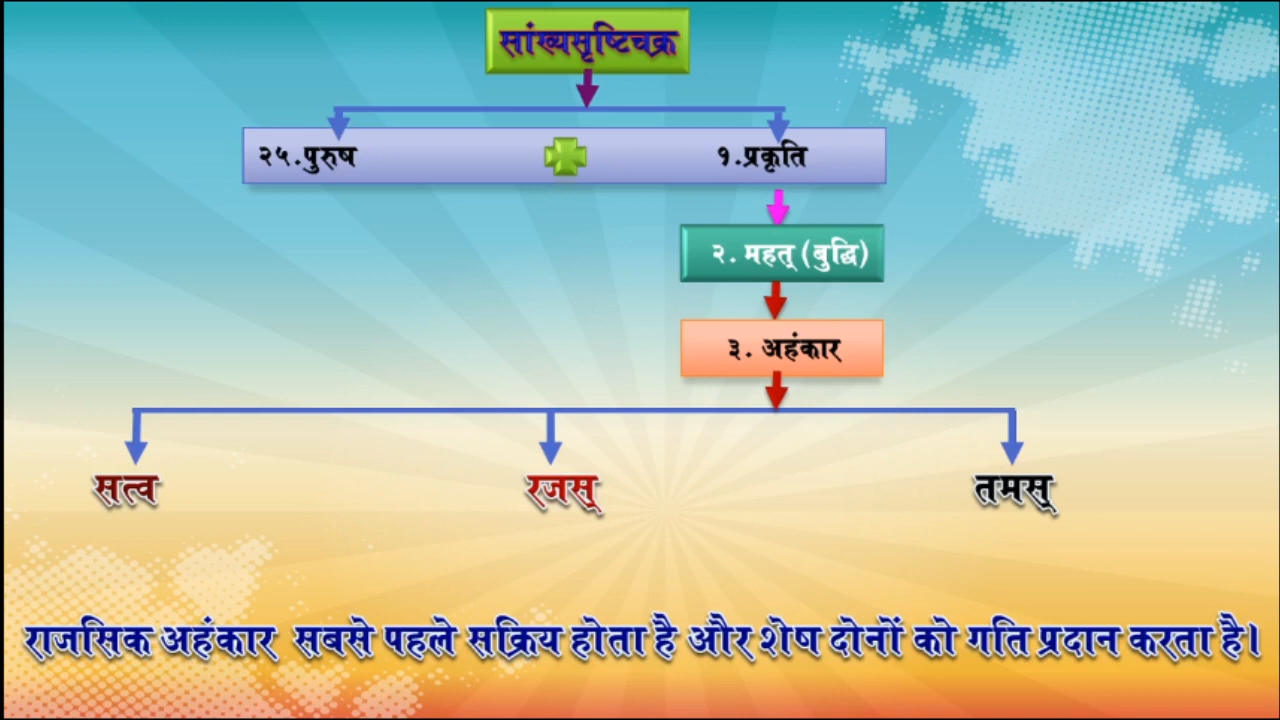 सांख्यसृष्टिचक्र
२५.पुरुष
१.प्रकृति
२. महत् (बुद्धि)
३. अहंकार
सत्व
रजस्
तमस्
राजसिक अहंकार सबसे पहले सक्रिय होता है और शेष दोनों को गति प्रदान करता है।